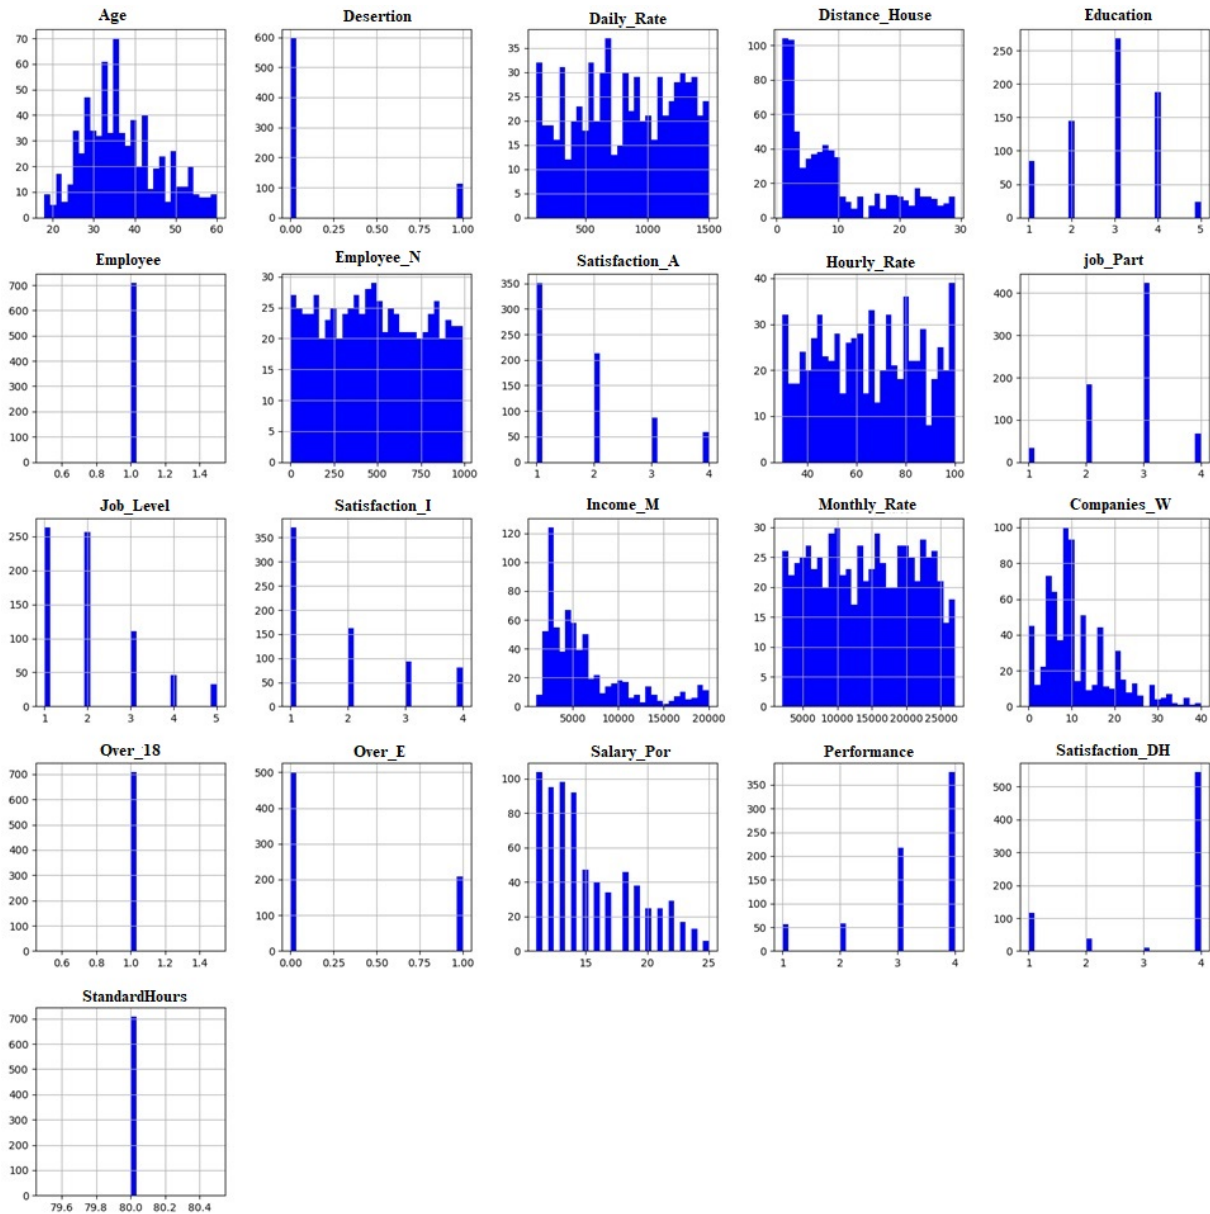 Age Desertion Daily_Rate Distance_House Education
70 60 50 40 30 20 10 0
20 30 40 50 60
600 500 400 300 200 100 0
0.00 0.25 0.50 0.75 1.00
35 30 25 20 15 10 5 0
500 1000 1500
100 80 60 40 20 0
0 10 20 30
250 200 150 100 50 0
1 2 3 4 5
Employee Employee_N Satisfaction_A Hourly_Rate job_Part
700 600 500 400 300 200 100 0
0.6 0.8 1.0 1.2 1.4
30 25 20 15 10 5 0
0 250 500 750 1000
350 300 250 200 150 100 50 0
1 2 3 4
40 30 20 10 0
40 60 80 100
400 300 200 100 0
1 2 3 4
Job_Level Satisfaction_I Income_M Monthly_Rate Companies_W
250 200 150 100 50 0
1 2 3 4 5
350 300 250 200 150 100 50 0
1 2 3 4
120 100 80 60 40 20 0
5000 10000 15000 20000
30 25 20 15 10 5 0
5000 10000 15000 20000 25000
100 80 60 40 20 0
0 10 20 30 40
Over_18 Over_E Salary_Por Performance Satisfaction_DH
700 600 500 400 300 200 100 0
0.6 0.8 1.0 1.2 1.4
500 400 300 200 100 0
0.00 0.25 0.50 0.75 1.00
100 80 60 40 20 0
15 20 25
350 300 250 200 150 100 50 0
1 2 3 4
500 400 300 200 100 0
1 2 3 4
StandardHours
700 600 500 400 300 200 100 0
79.6 79.8 80.0 80.2 80.4